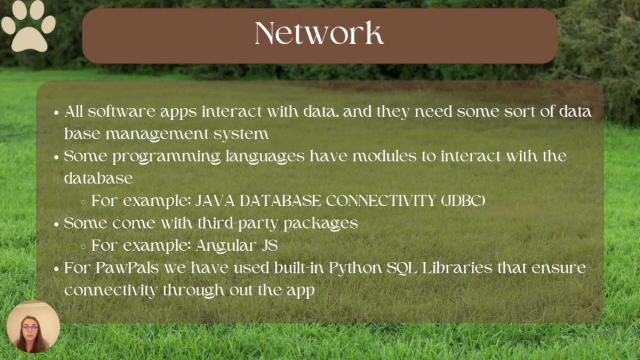 Network
• All software apps interact with data, and they need some sort of data
base management system
• Some programming languages have modules to interact with the
database
◦ For example: JAVA DATABASE CONNECTIVITY (JDBC)
• Some come with third-party packages
◦ For example: Angular JS
• For PawPals we have used built-in Python SQL Libraries that ensure
connectivity through out the app